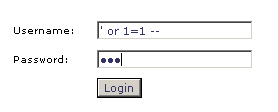 Username: ' or 1=1 --
Password: •••
Login